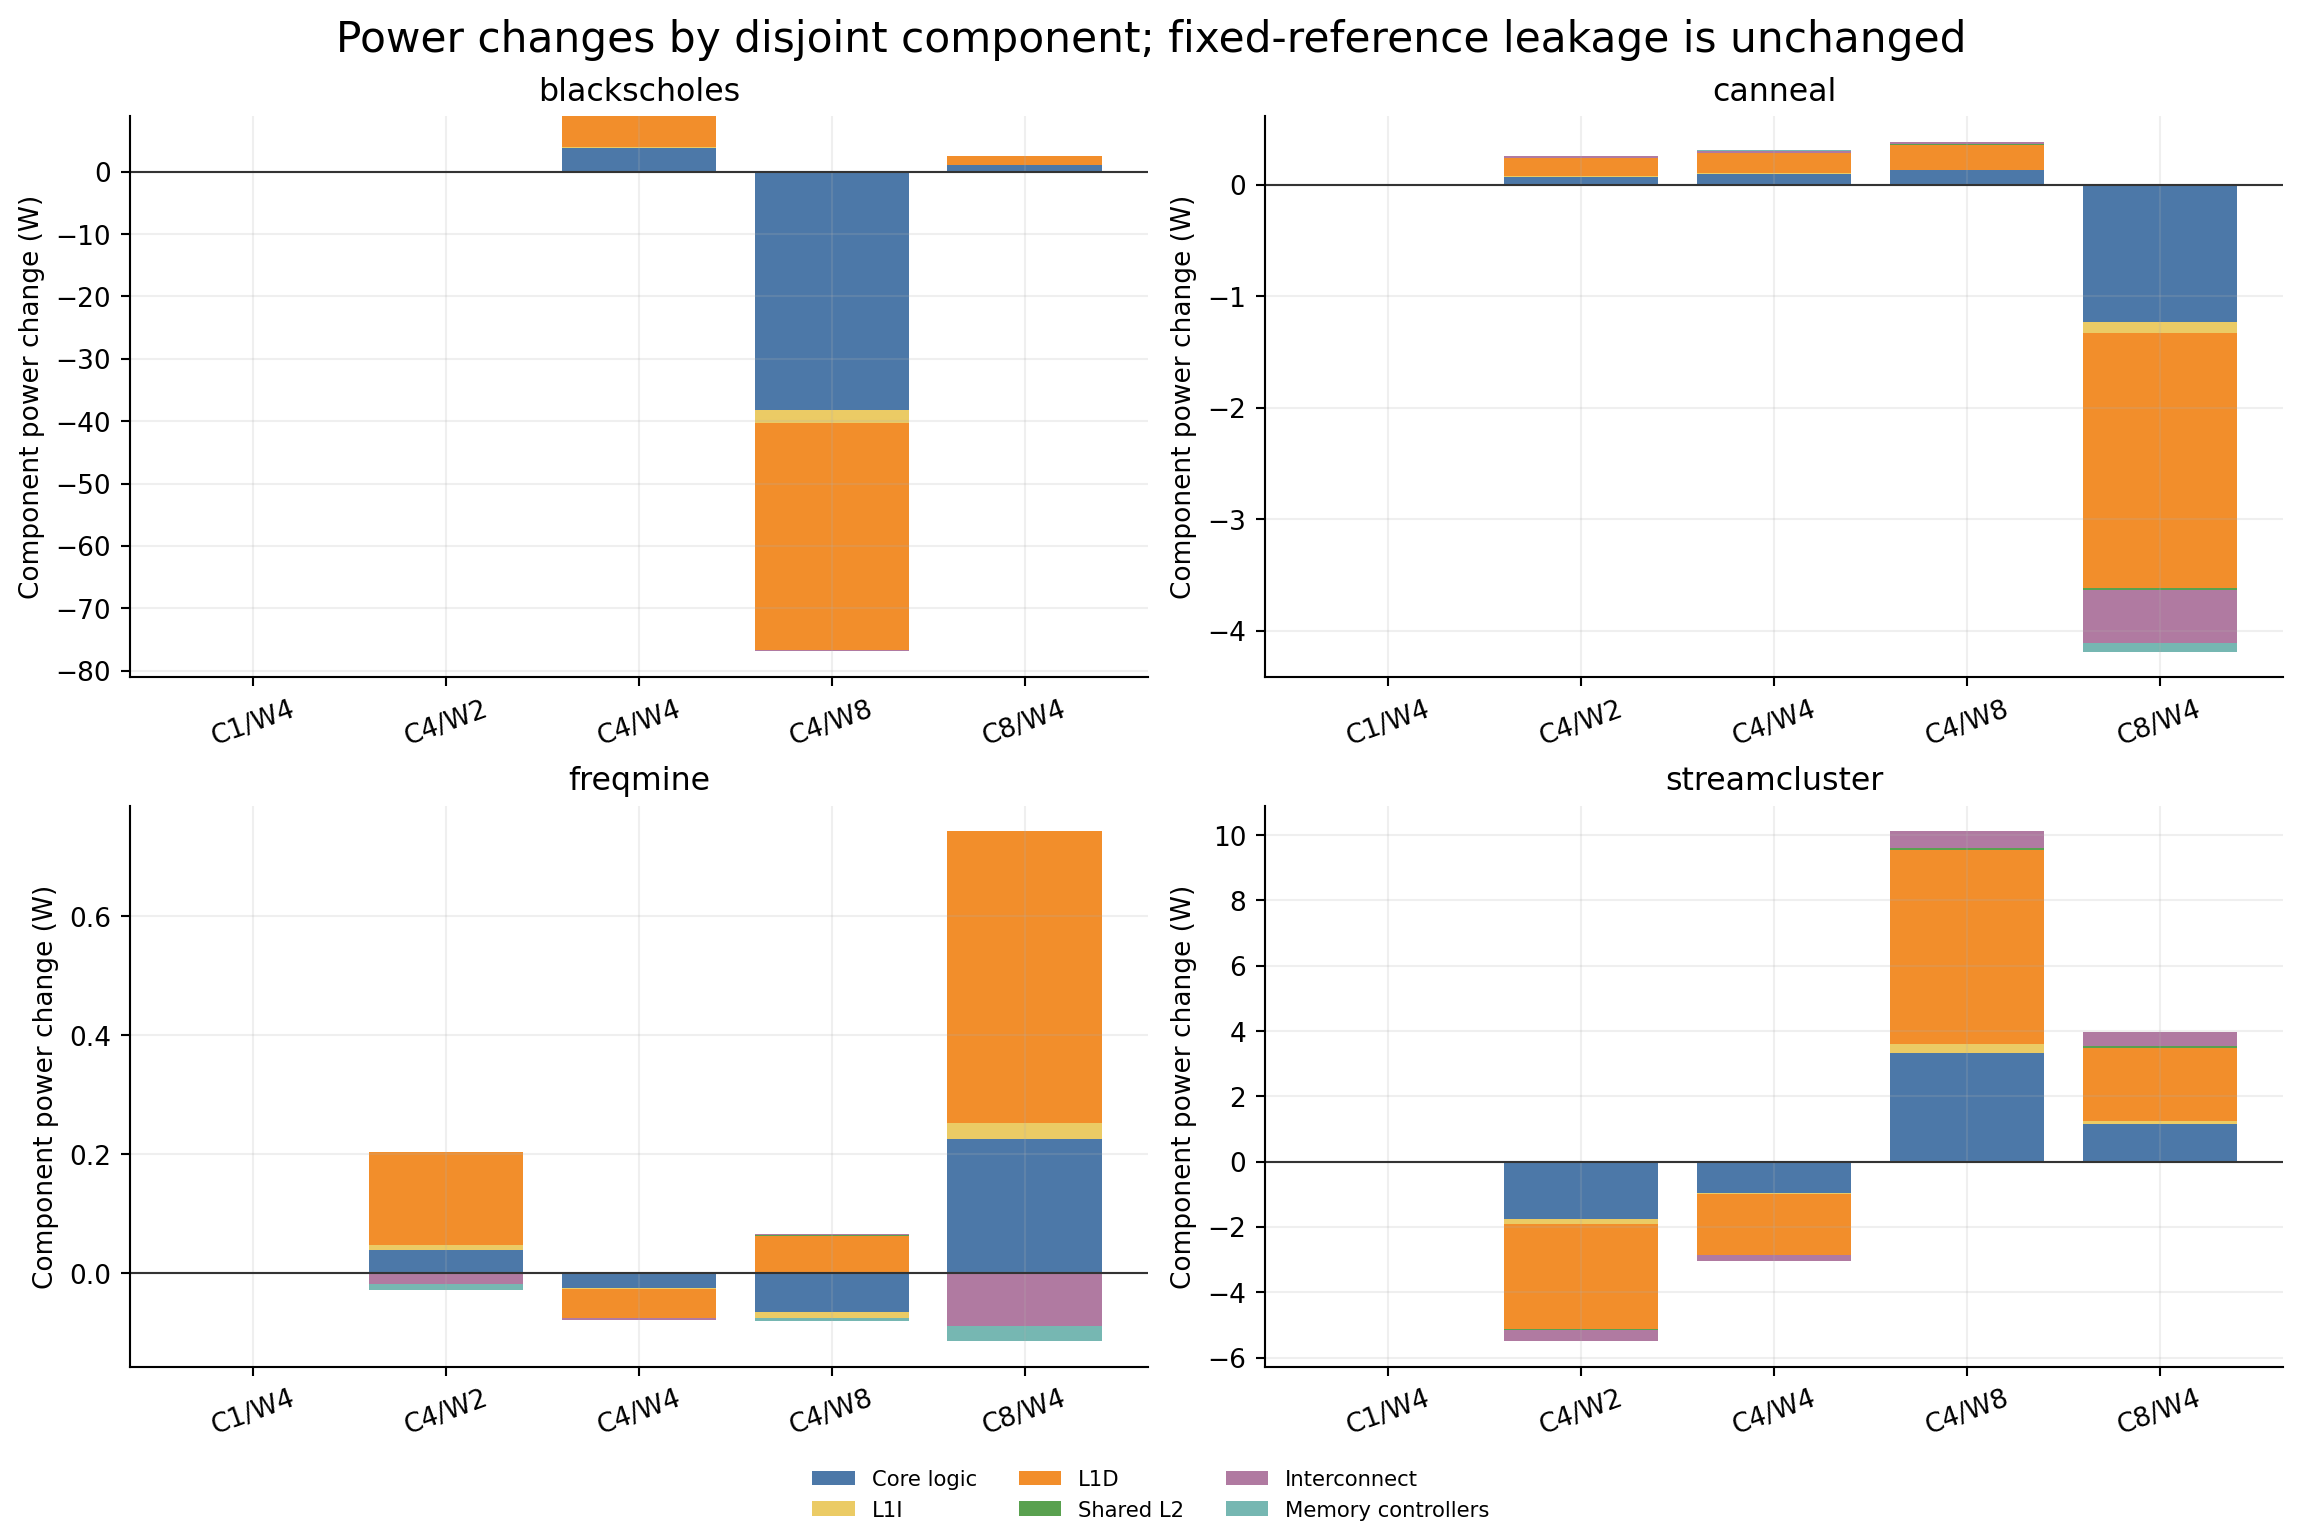 Power changes by disjoint component; fixed-reference leakage is unchanged
blackscholes
Component power change (W)
0
−10
−20
−30
−40
−50
−60
−70
−80
C1/W4
C4/W2
C4/W4
C4/W8
C8/W4
canneal
Component power change (W)
0
−1
−2
−3
−4
C1/W4
C4/W2
C4/W4
C4/W8
C8/W4
freqmine
Component power change (W)
0.6
0.4
0.2
0.0
C1/W4
C4/W2
C4/W4
C4/W8
C8/W4
streamcluster
Component power change (W)
10
8
6
4
2
0
−2
−4
−6
C1/W4
C4/W2
C4/W4
C4/W8
C8/W4
Core logic
L1I
L1D
Shared L2
Interconnect
Memory controllers